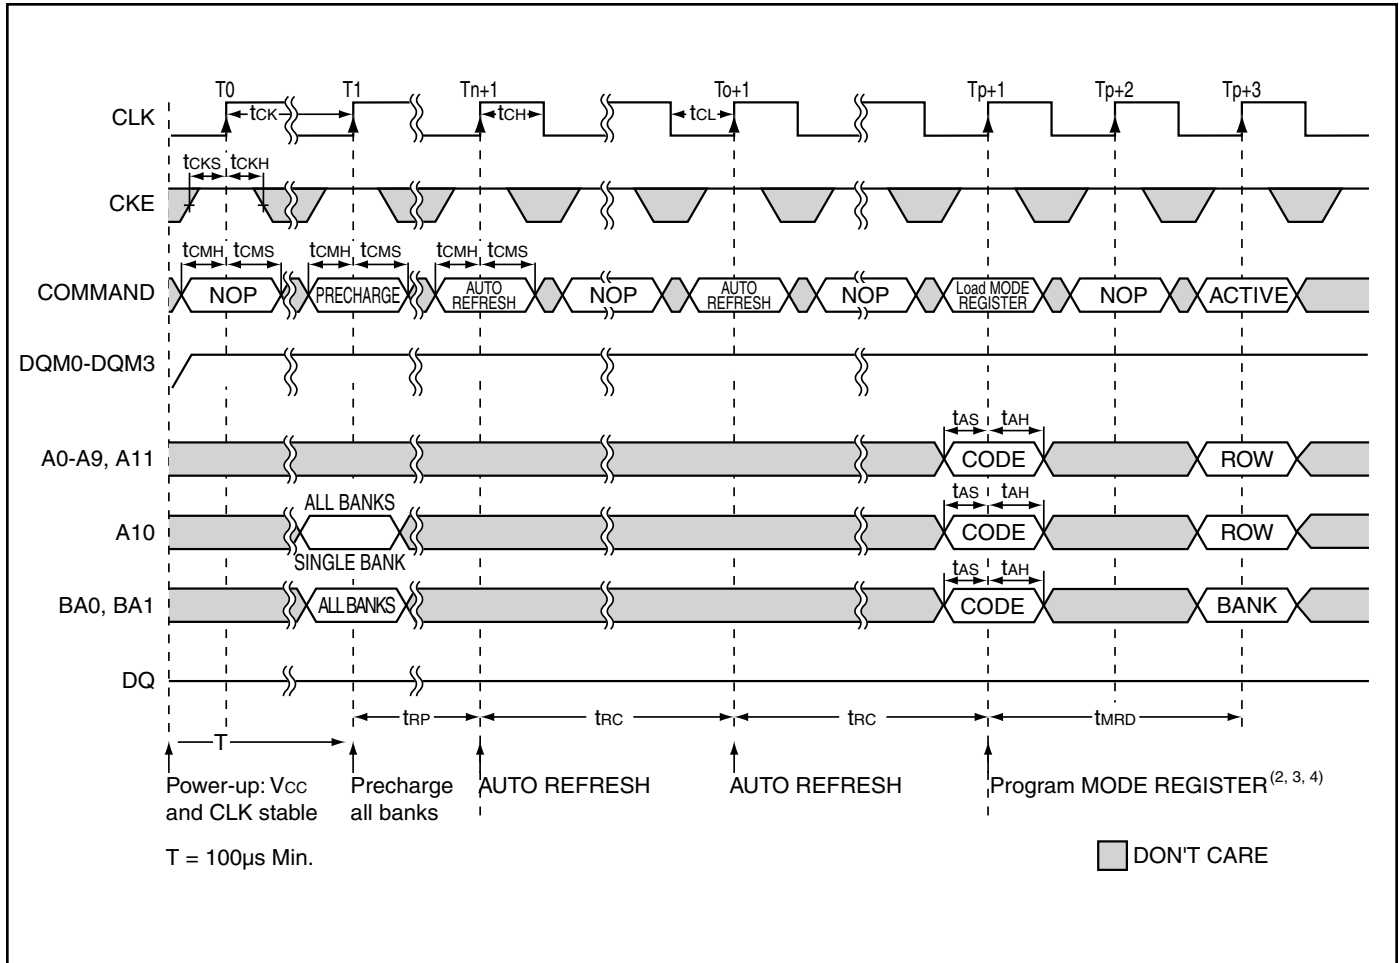 T0 T1 Tn+1 To+1 Tp+1 Tp+2 Tp+3
CLK tCK tCH tCL
tCKS tCKH
CKE
tCMH tCMS tCMH tCMS tCMH tCMS
COMMAND NOP PRECHARGE AUTO REFRESH NOP AUTO REFRESH NOP Load MODE REGISTER NOP ACTIVE
DQM0-DQM3
tAS tAH
A0-A9, A11 CODE ROW
ALL BANKS tAS tAH
A10 CODE ROW
SINGLE BANK tAS tAH
BA0, BA1 ALL BANKS CODE BANK
DQ
tRP tRC tRC tMRD
T
Power-up: VCC Precharge AUTO REFRESH AUTO REFRESH Program MODE REGISTER(2, 3, 4)
and CLK stable all banks
T = 100µs Min. DON'T CARE